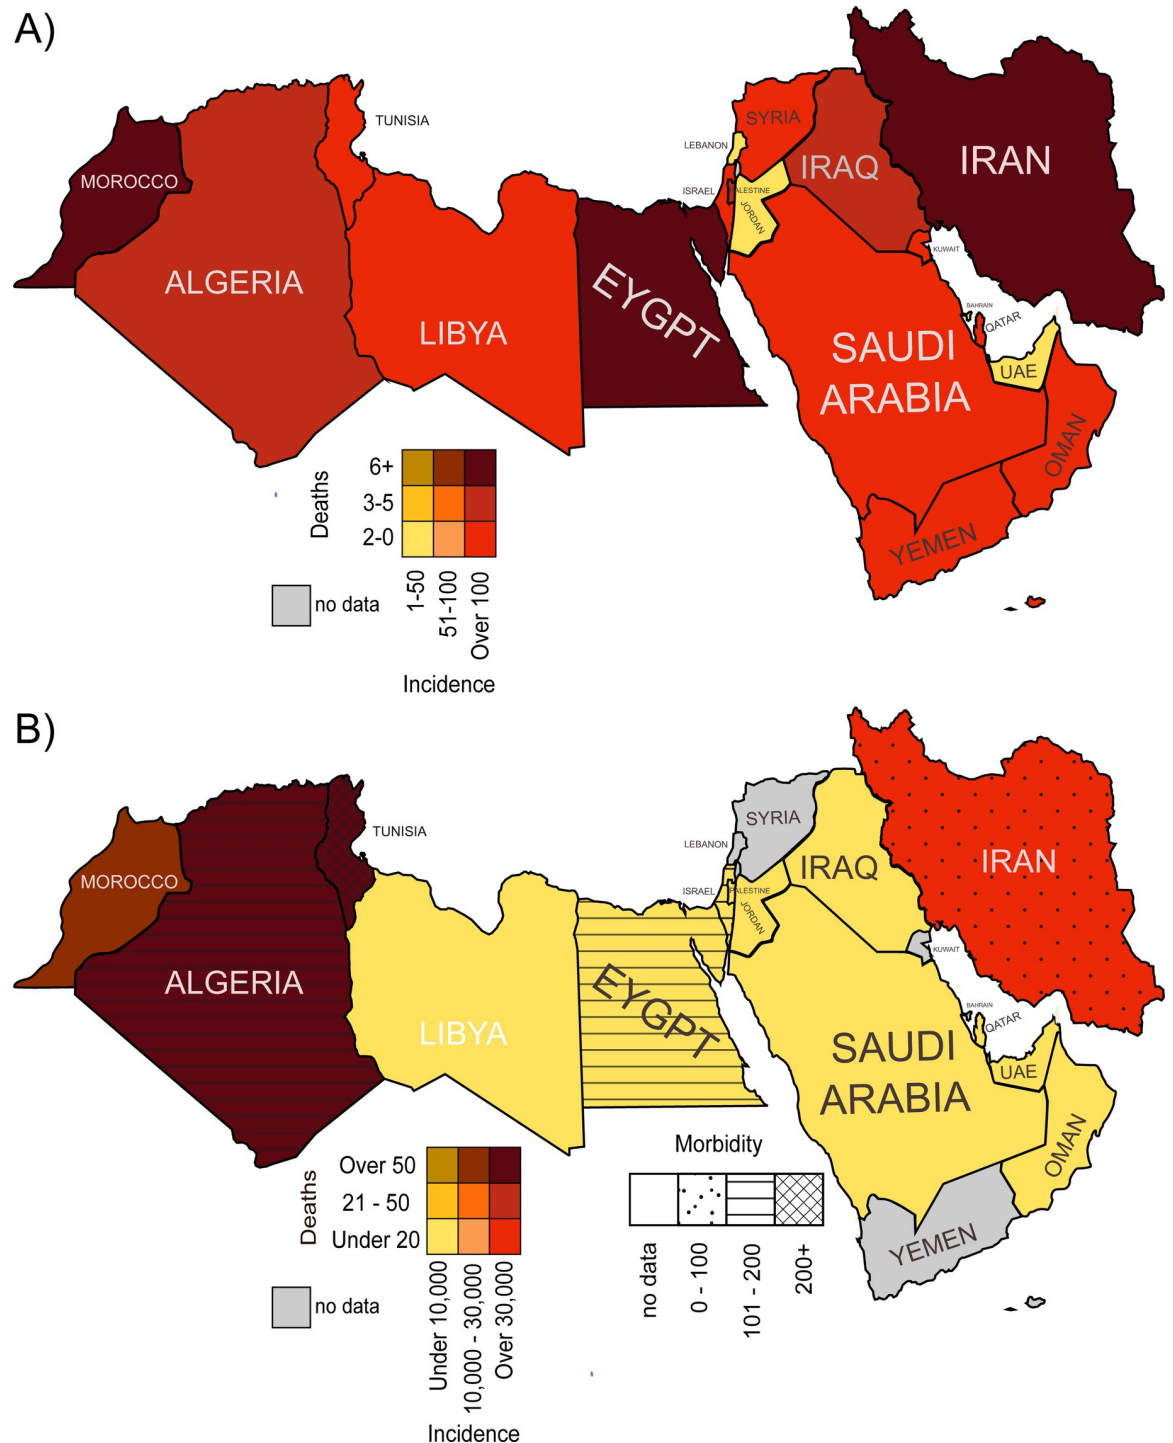 A)
TUNISIA
MOROCCO
ALGERIA
LIBYA
EYGPT
SYRIA
LEBANON
ISRAEL
PALESTINE
JORDAN
IRAQ
IRAN
KUWAIT
BAHRAIN
QATAR
SAUDI
ARABIA
UAE
OMAN
YEMEN
Deaths
6+
3-5
2-0
no data
1-50
51-100
Over 100
Incidence
B)
TUNISIA
MOROCCO
ALGERIA
LIBYA
EYGPT
SYRIA
LEBANON
ISRAEL
PALESTINE
JORDAN
IRAQ
IRAN
KUWAIT
BAHRAIN
QATAR
SAUDI
ARABIA
UAE
OMAN
YEMEN
Deaths
Over 50
21 - 50
Under 20
no data
Under 10,000
10,000 - 30,000
Over 30,000
Incidence
Morbidity
no data
0 - 100
101 - 200
200+